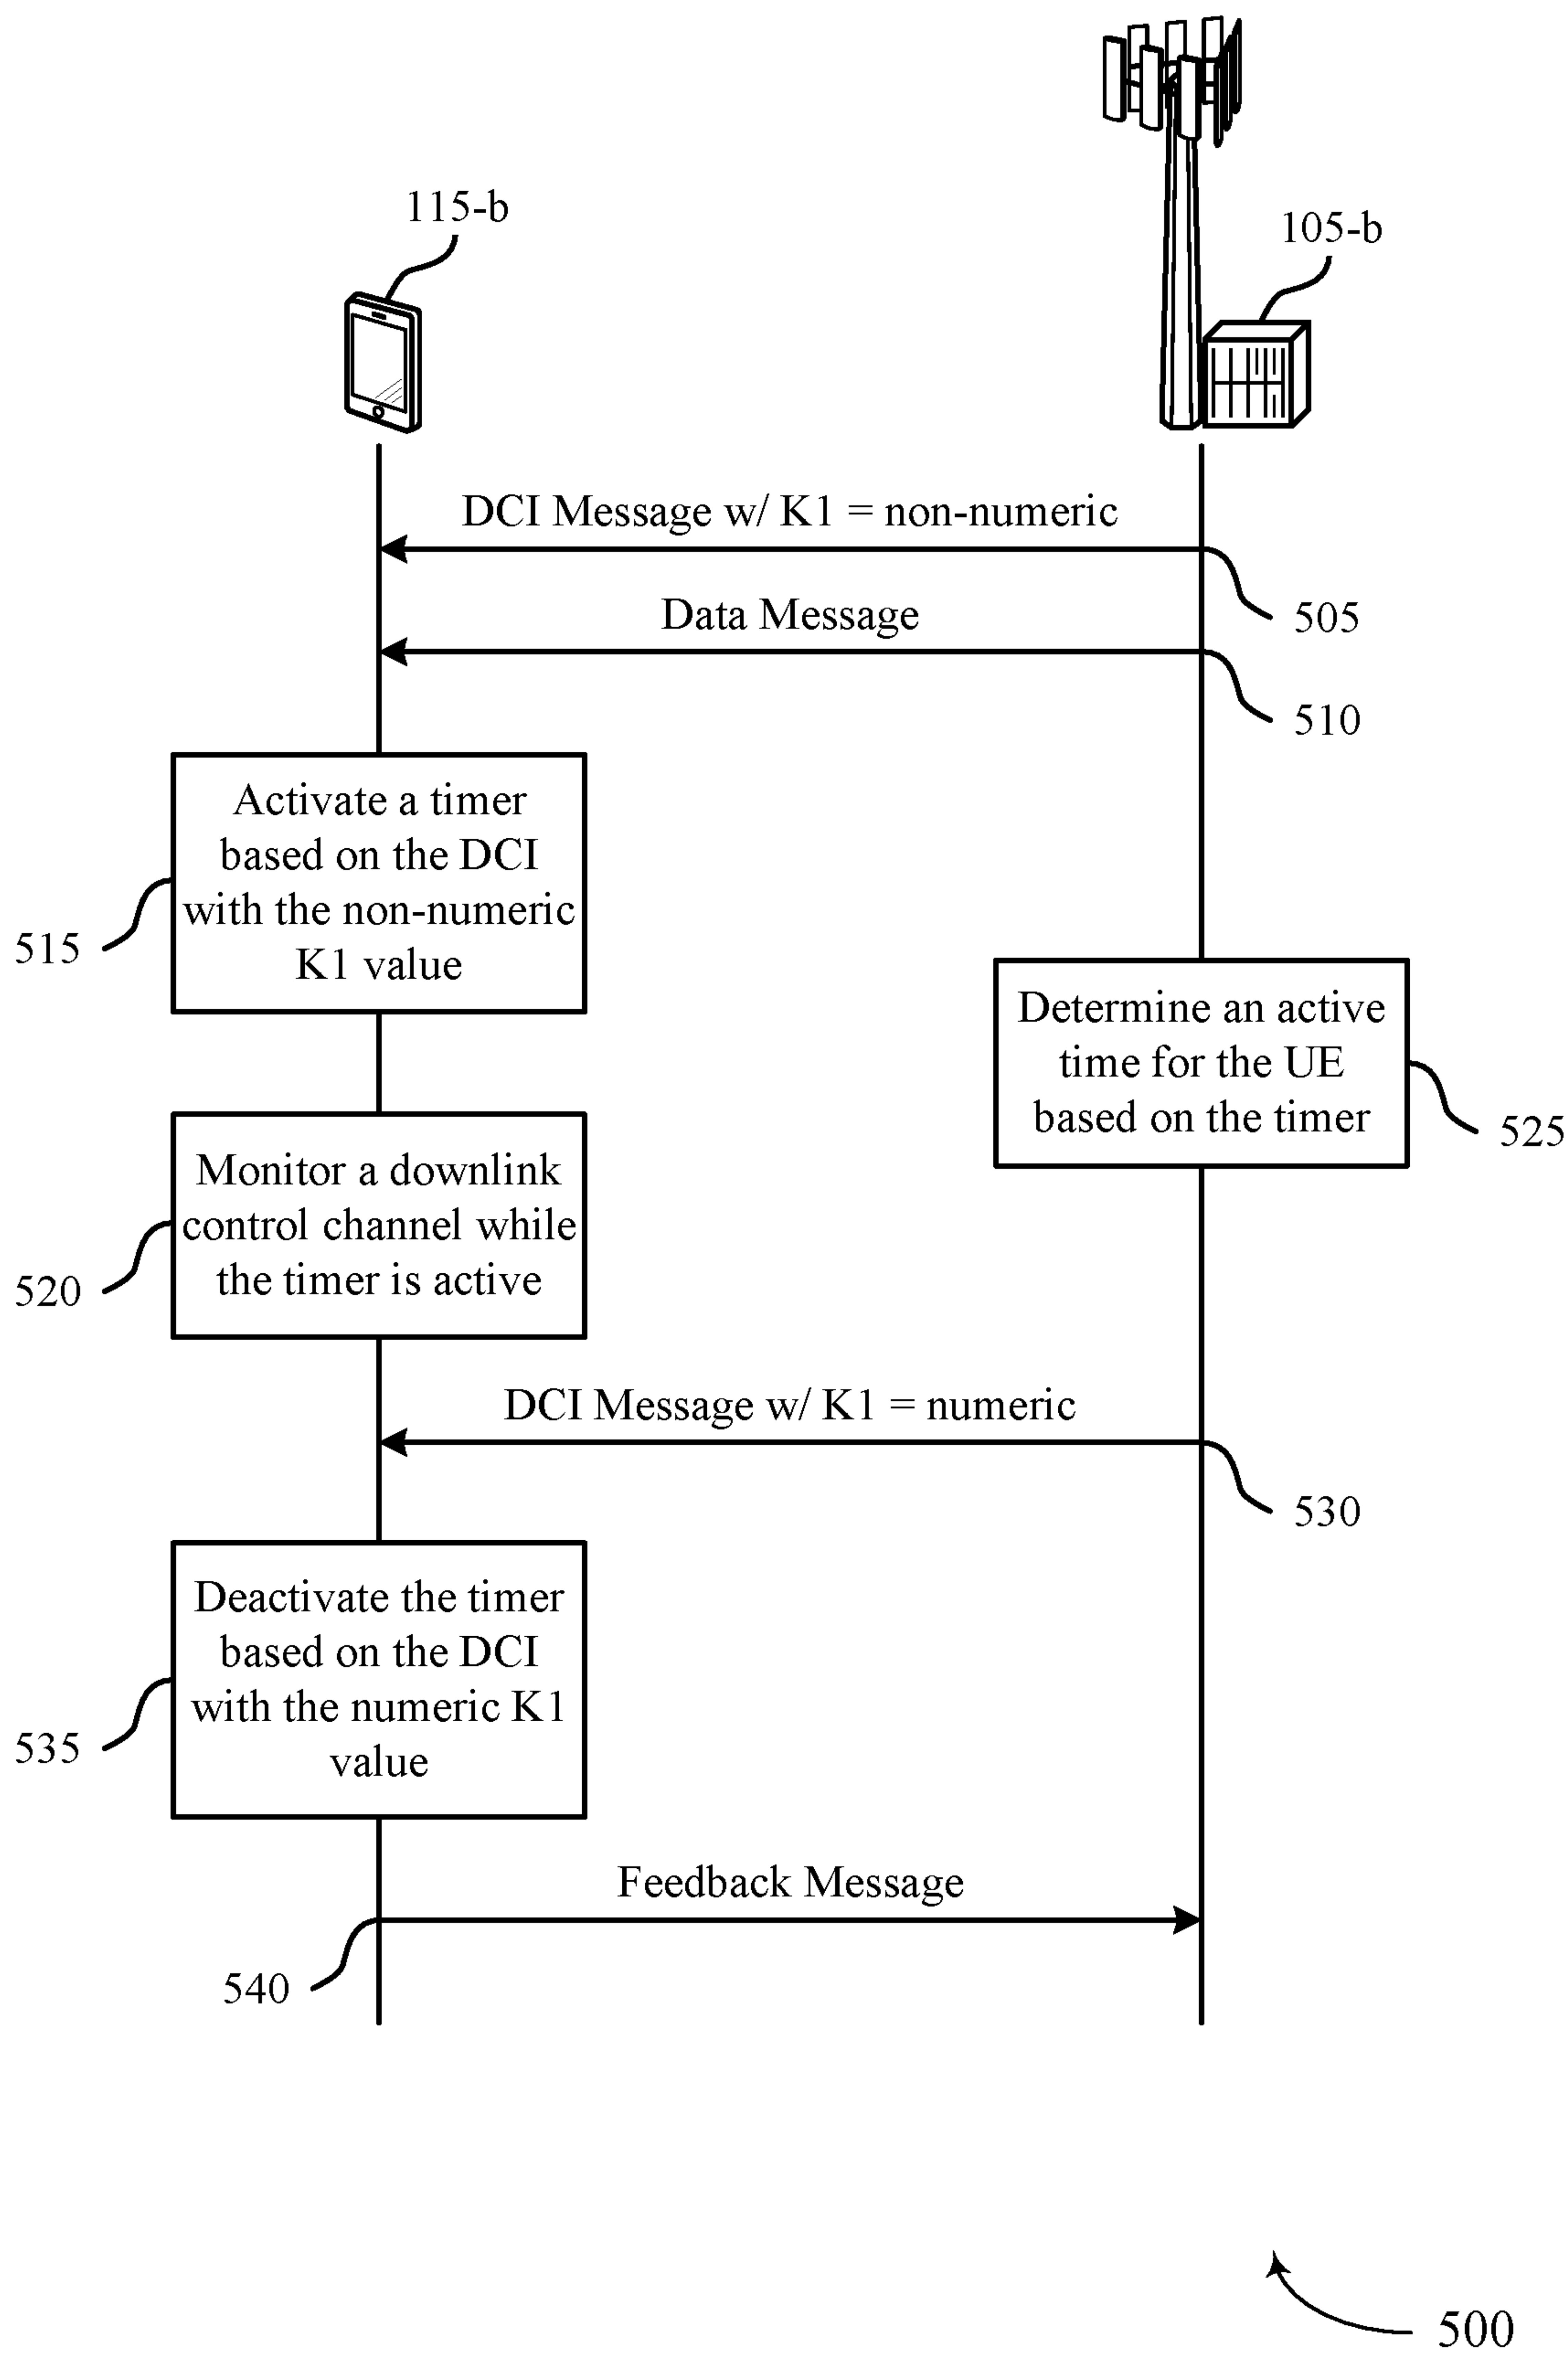 115-b
105-b
DCI Message w/ K1 = non-numeric
505
Data Message
510
Activate a timer
based on the DCI
with the non-numeric
K1 value
515
Determine an active
time for the UE
based on the timer
525
Monitor a downlink
control channel while
the timer is active
520
DCI Message w/ K1 = numeric
530
Deactivate the timer
based on the DCI
with the numeric K1
value
535
Feedback Message
540
500